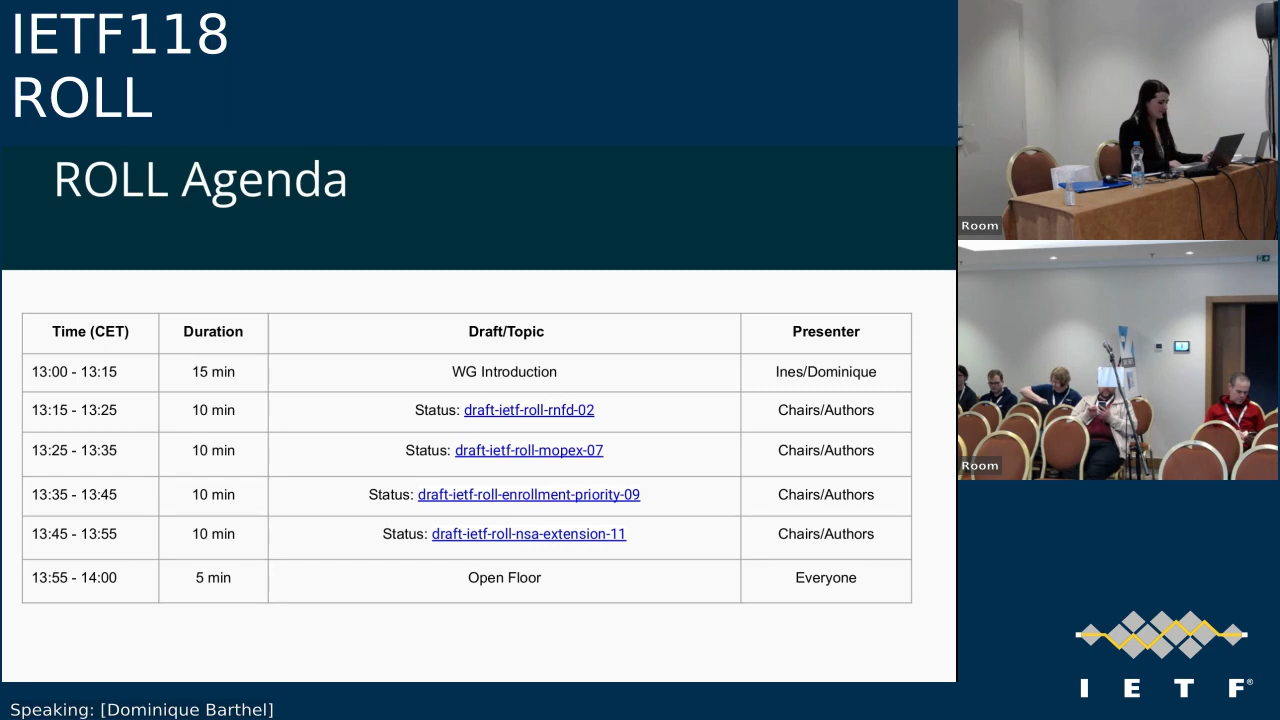 IETF118
ROLL
ROLL Agenda
Time (CET) Duration Draft/Topic Presenter
13:00 - 13:15 15 min WG Introduction Ines/Dominique
13:15 - 13:25 10 min Status: draft-ietf-roll-rnfd-02 Chairs/Authors
13:25 - 13:35 10 min Status: draft-ietf-roll-mopex-07 Chairs/Authors
13:35 - 13:45 10 min Status: draft-ietf-roll-enrollment-priority-09 Chairs/Authors
13:45 - 13:55 10 min Status: draft-ietf-roll-nsa-extension-11 Chairs/Authors
13:55 - 14:00 5 min Open Floor Everyone
Room
Room
I E T F®
Speaking: [Dominique Barthel]